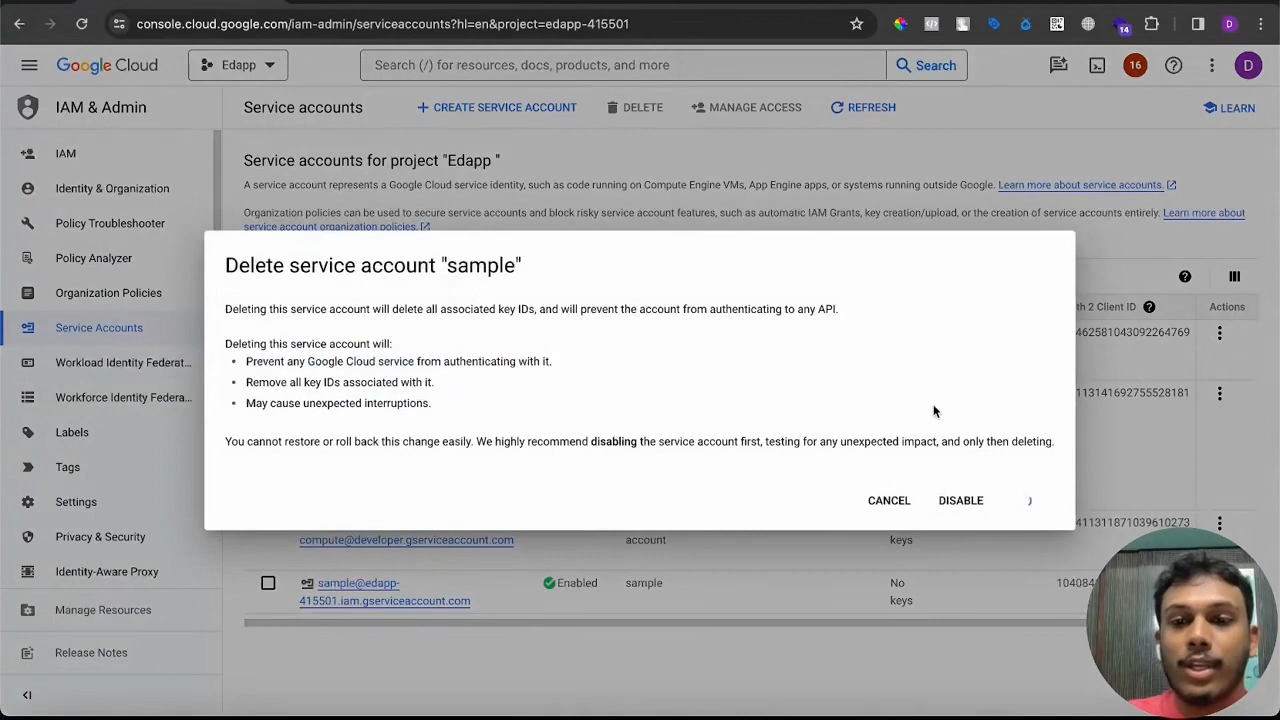 console.cloud.google.com/iam-admin/serviceaccounts?hl=en&project=edapp-415501
14
D
Google Cloud
Edapp
Search (/) for resources, docs, products, and more
Search
16
D
IAM & Admin
Service accounts
CREATE SERVICE ACCOUNT
DELETE
MANAGE ACCESS
REFRESH
LEARN
IAM
Identity & Organization
Policy Troubleshooter
Policy Analyzer
Organization Policies
Service Accounts
Workload Identity Federat...
Workforce Identity Federa...
Labels
Tags
Settings
Privacy & Security
Identity-Aware Proxy
Manage Resources
Release Notes
Service accounts for project "Edapp "
A service account represents a Google Cloud service identity, such as code running on Compute Engine VMs, App Engine apps, or systems running outside Google. Learn more about service accounts.
Organization policies can be used to secure service accounts and block risky service account features, such as automatic IAM Grants, key creation/upload, or the creation of service accounts entirely. Learn more about
service account organization policies.
Delete service account "sample"
Deleting this service account will delete all associated key IDs, and will prevent the account from authenticating to any API.
Deleting this service account will:
• Prevent any Google Cloud service from authenticating with it.
• Remove all key IDs associated with it.
• May cause unexpected interruptions.
You cannot restore or roll back this change easily. We highly recommend disabling the service account first, testing for any unexpected impact, and only then deleting.
CANCEL
DISABLE
th 2 Client ID
Actions
462581043092264769
113141692755528181
411311871039610273
compute@developer.gserviceaccount.com
account
keys
sample@edapp-
415501.iam.gserviceaccount.com
Enabled
sample
No
keys